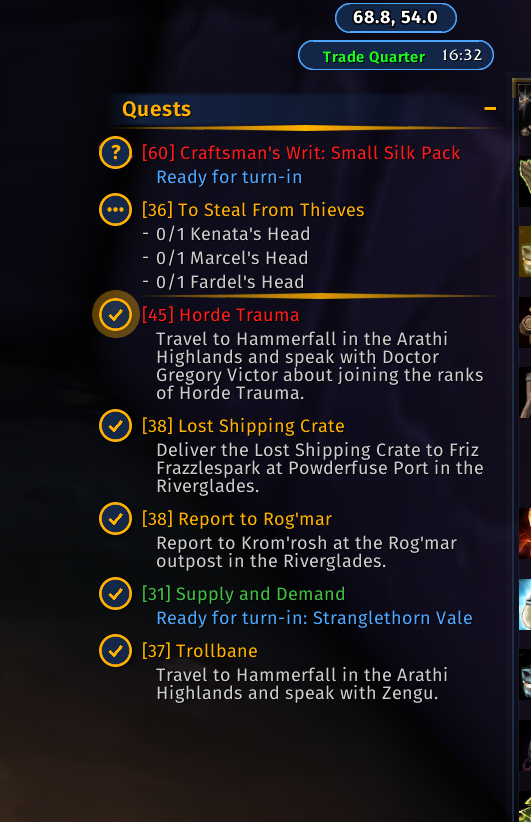 68.8, 54.0
Trade Quarter 16:32
Quests
[60] Craftsman's Writ: Small Silk Pack
Ready for turn-in
[36] To Steal From Thieves
- 0/1 Kenata's Head
- 0/1 Marcel's Head
- 0/1 Fardel's Head
[45] Horde Trauma
Travel to Hammerfall in the Arathi
Highlands and speak with Doctor
Gregory Victor about joining the ranks
of Horde Trauma.
[38] Lost Shipping Crate
Deliver the Lost Shipping Crate to Friz
Frazzlespark at Powderfuse Port in the
Riverglades.
[38] Report to Rog'mar
Report to Krom'rosh at the Rog'mar
outpost in the Riverglades.
[31] Supply and Demand
Ready for turn-in: Stranglethorn Vale
[37] Trollbane
Travel to Hammerfall in the Arathi
Highlands and speak with Zengu.